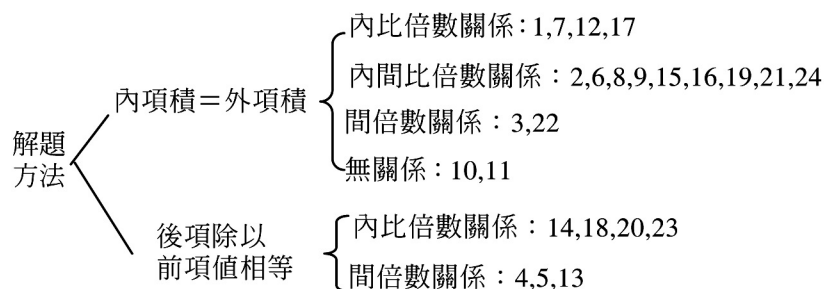 內比倍數關係：1,7,12,17
內間比倍數關係：2,6,8,9,15,16,19,21,24
內項積＝外項積
間倍數關係：3,22
無關係：10,11
解題
方法
後項除以
前項值相等
內比倍數關係：14,18,20,23
間倍數關係：4,5,13